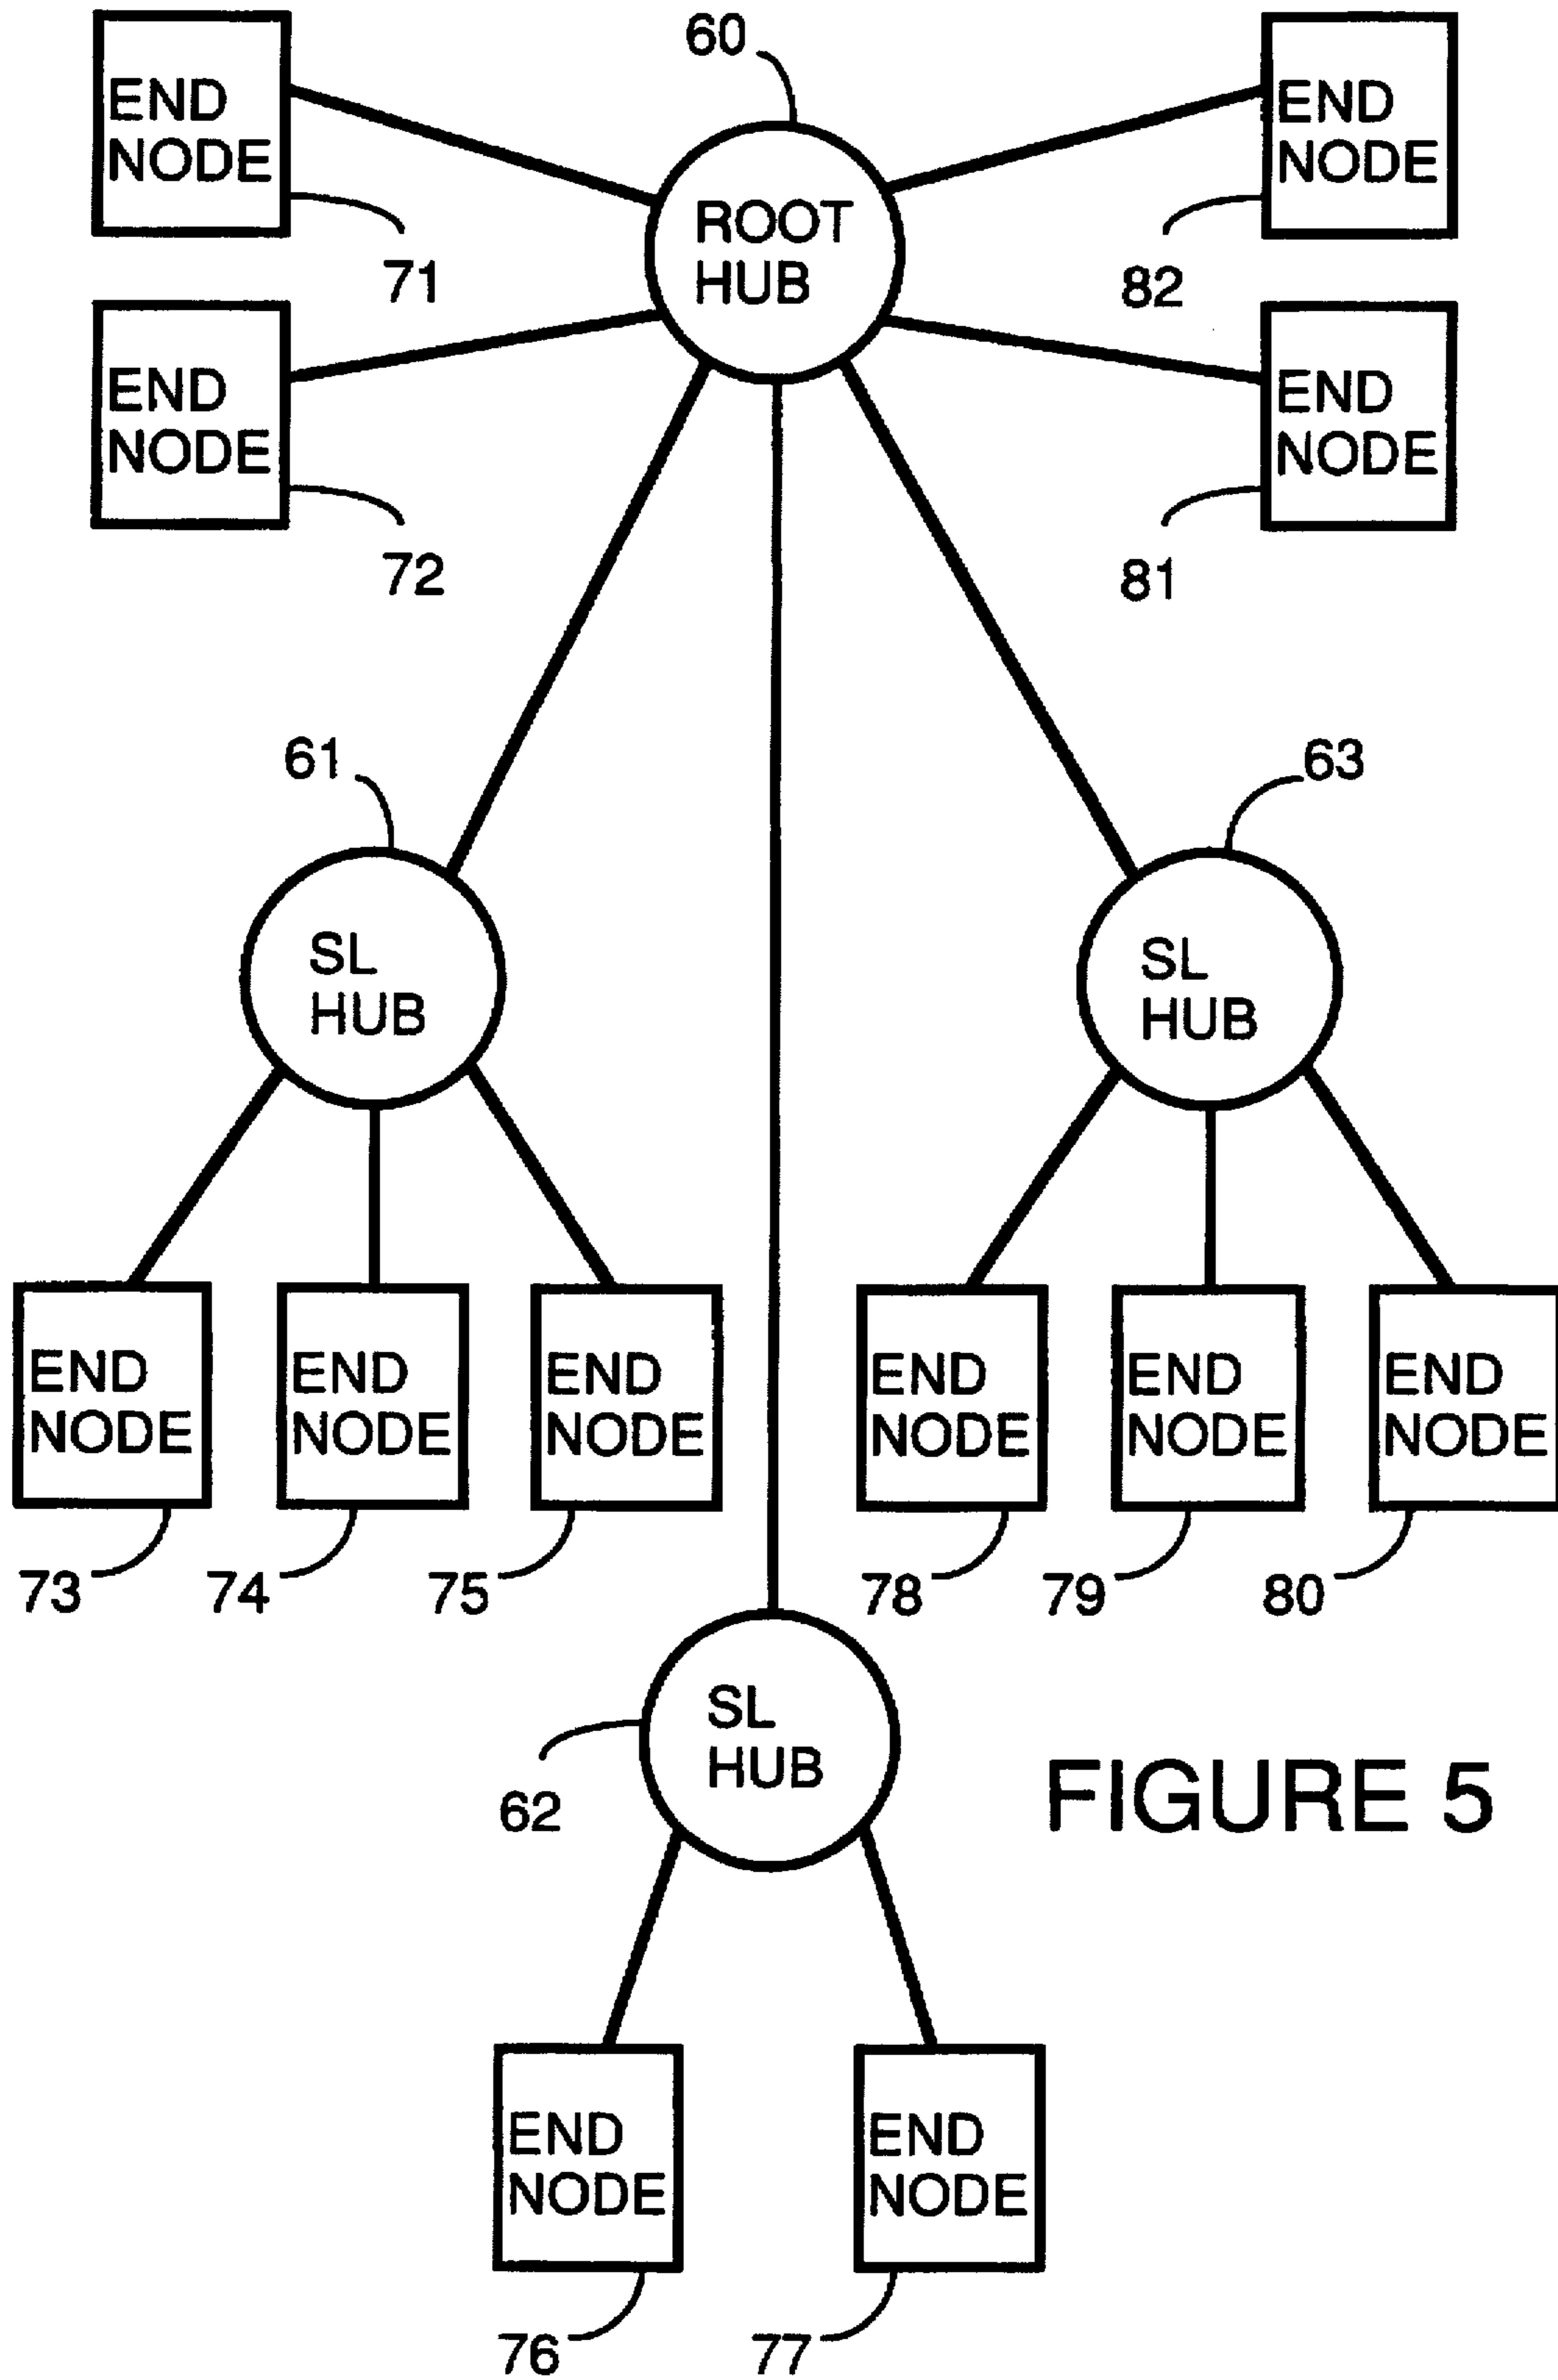 60
END
NODE
71
ROOT
HUB
END
NODE
82
END
NODE
72
END
NODE
81
61
63
SL
HUB
SL
HUB
END
NODE
END
NODE
END
NODE
END
NODE
END
NODE
END
NODE
73
74
75
78
79
80
SL
HUB
62
FIGURE 5
END
NODE
END
NODE
76
77